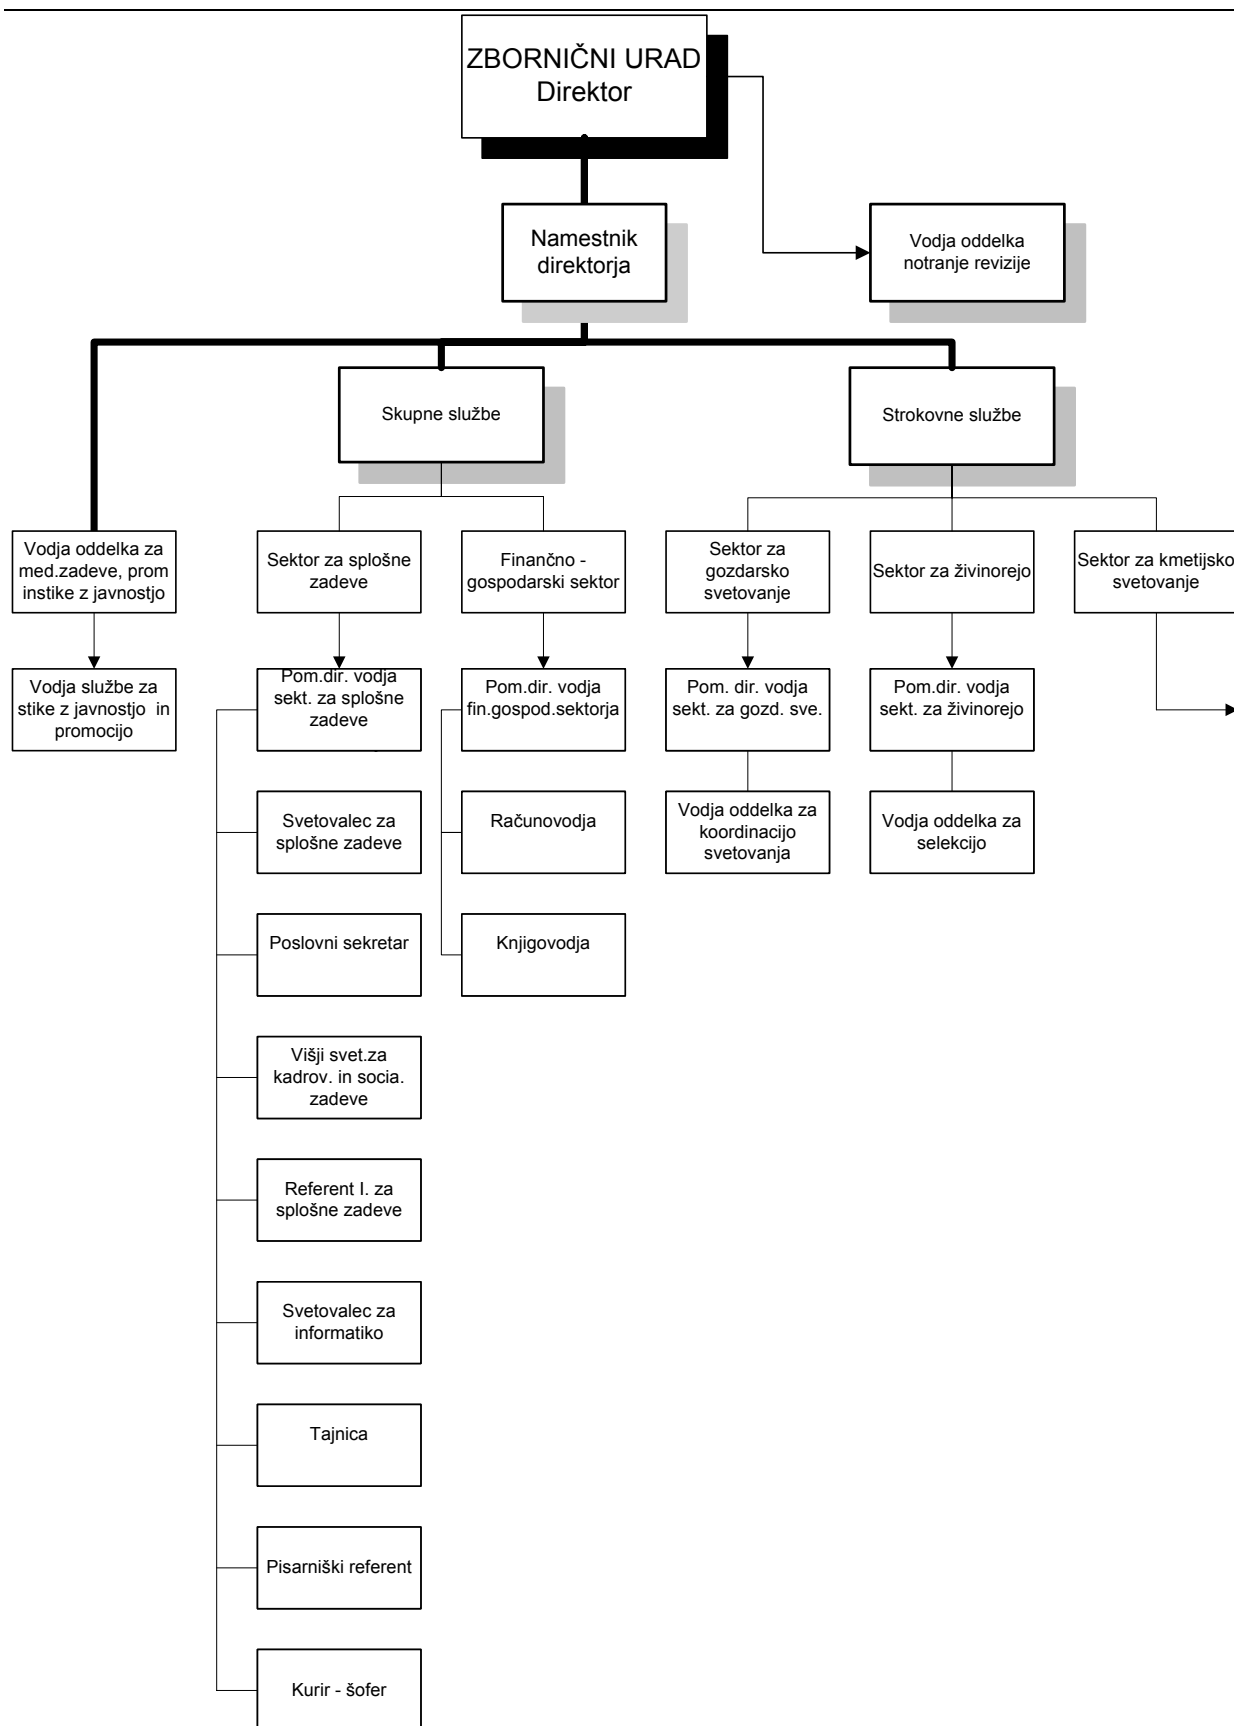 ZBORNIČNI URAD
Direktor
Namestnik
direktorja
Vodja oddelka
notranje revizije
Skupne službe
Strokovne službe
Vodja oddelka za
med.zadeve, prom
instike z javnostjo
Sektor za splošne
zadeve
Finančno -
gospodarski sektor
Sektor za
gozdarsko
svetovanje
Sektor za živinorejo
Sektor za kmetijsko
svetovanje
Vodja službe za
stike z javnostjo  in
promocijo
Pom.dir. vodja
sekt. za splošne
zadeve
Pom.dir. vodja
fin.gospod.sektorja
Pom. dir. vodja
sekt. za gozd. sve.
Pom.dir. vodja
sekt. za živinorejo
Svetovalec za
splošne zadeve
Računovodja
Vodja oddelka za
koordinacijo
svetovanja
Vodja oddelka za
selekcijo
Poslovni sekretar
Knjigovodja
Višji svet.za
kadrov. in socia.
zadeve
Referent I. za
splošne zadeve
Svetovalec za
informatiko
Tajnica
Pisarniški referent
Kurir - šofer